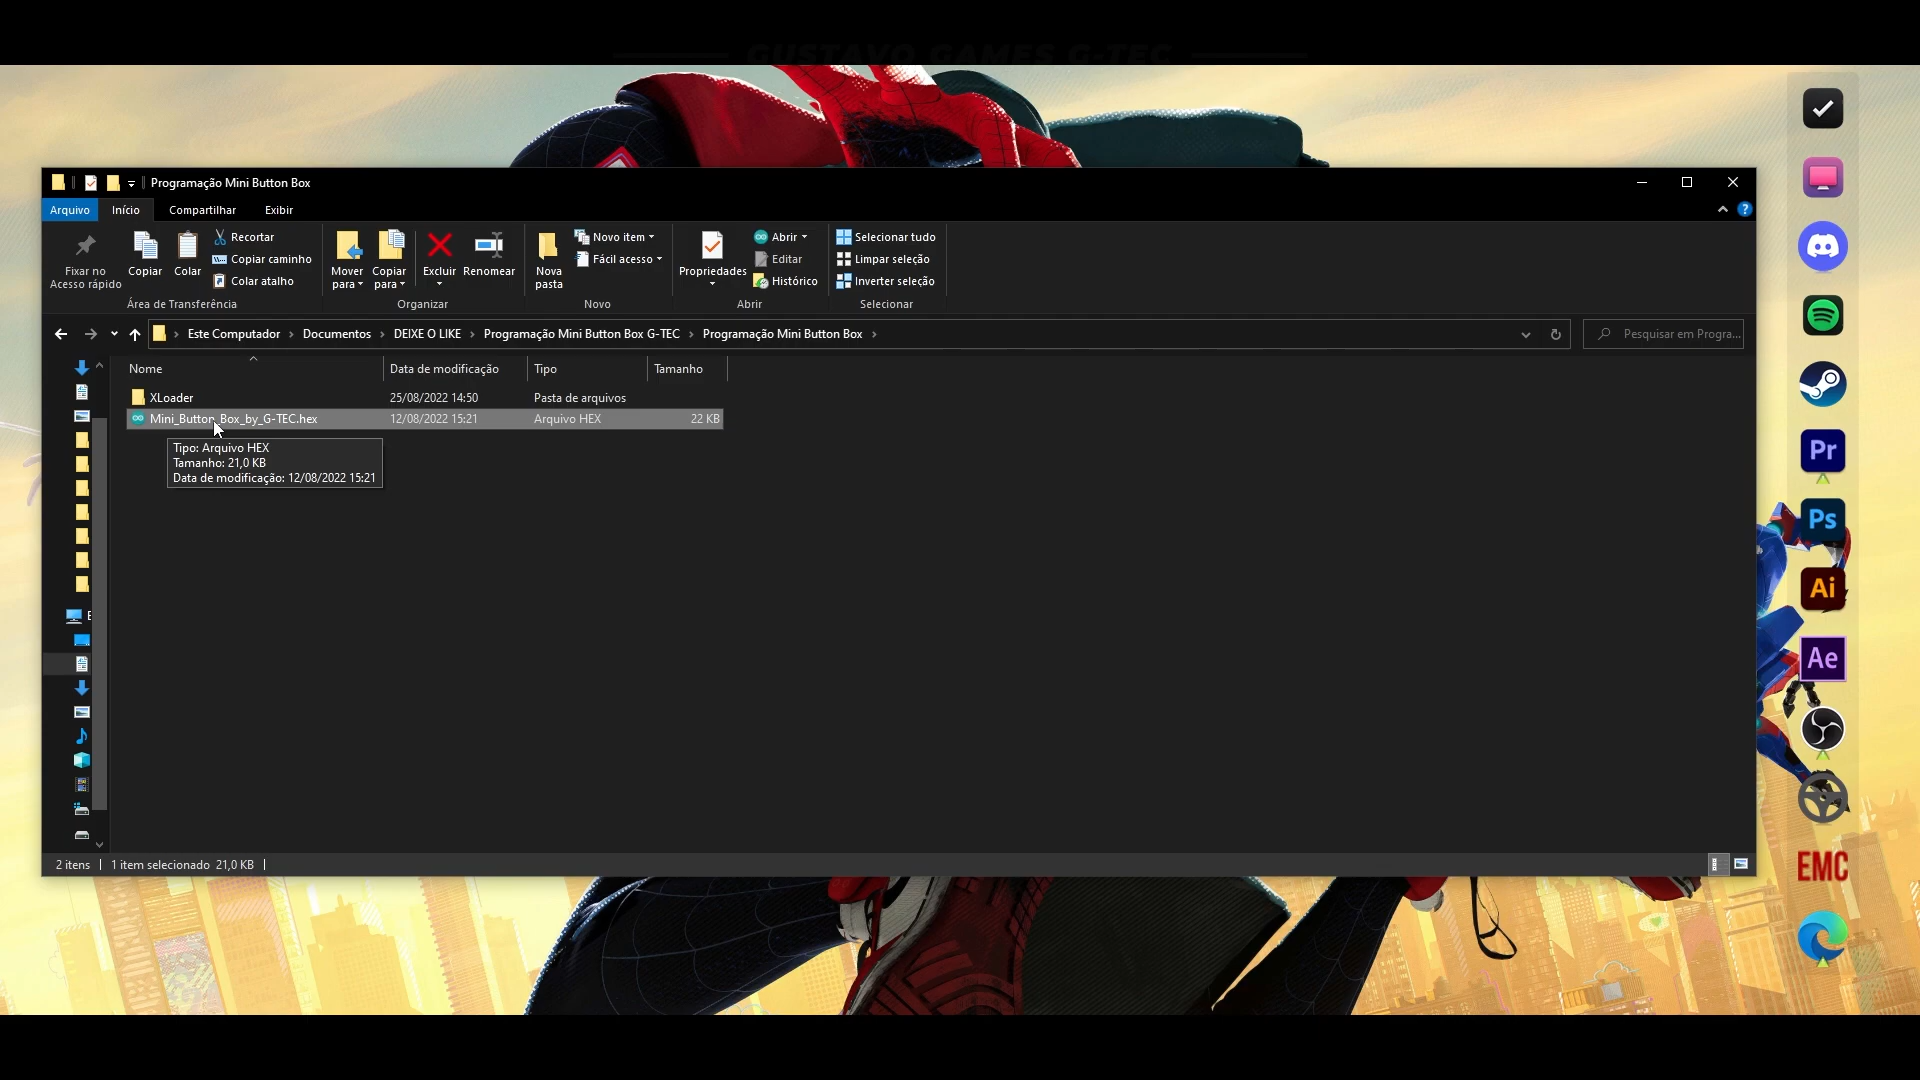 GUSTAVO GAMES G-TEC
Programação Mini Button Box
Arquivo Início Compartilhar Exibir
Fixar no
Acesso rápido
Copiar
Colar
Recortar
Copiar caminho
Colar atalho
Área de Transferência
Mover
para
Copiar
para
Excluir
Renomear
Organizar
Nova
pasta
Novo item
Fácil acesso
Novo
Propriedades
Abrir
Editar
Histórico
Abrir
Selecionar tudo
Limpar seleção
Inverter seleção
Selecionar
Este Computador > Documentos > DEIXE O LIKE > Programação Mini Button Box G-TEC > Programação Mini Button Box >
Pesquisar em Progra...
Nome Data de modificação Tipo Tamanho
XLoader 25/08/2022 14:50 Pasta de arquivos
Mini_Button_Box_by_G-TEC.hex 12/08/2022 15:21 Arquivo HEX 22 KB
Tipo: Arquivo HEX
Tamanho: 21,0 KB
Data de modificação: 12/08/2022 15:21
E
2 itens 1 item selecionado 21,0 KB
Pr
Ps
Ai
Ae
EMC